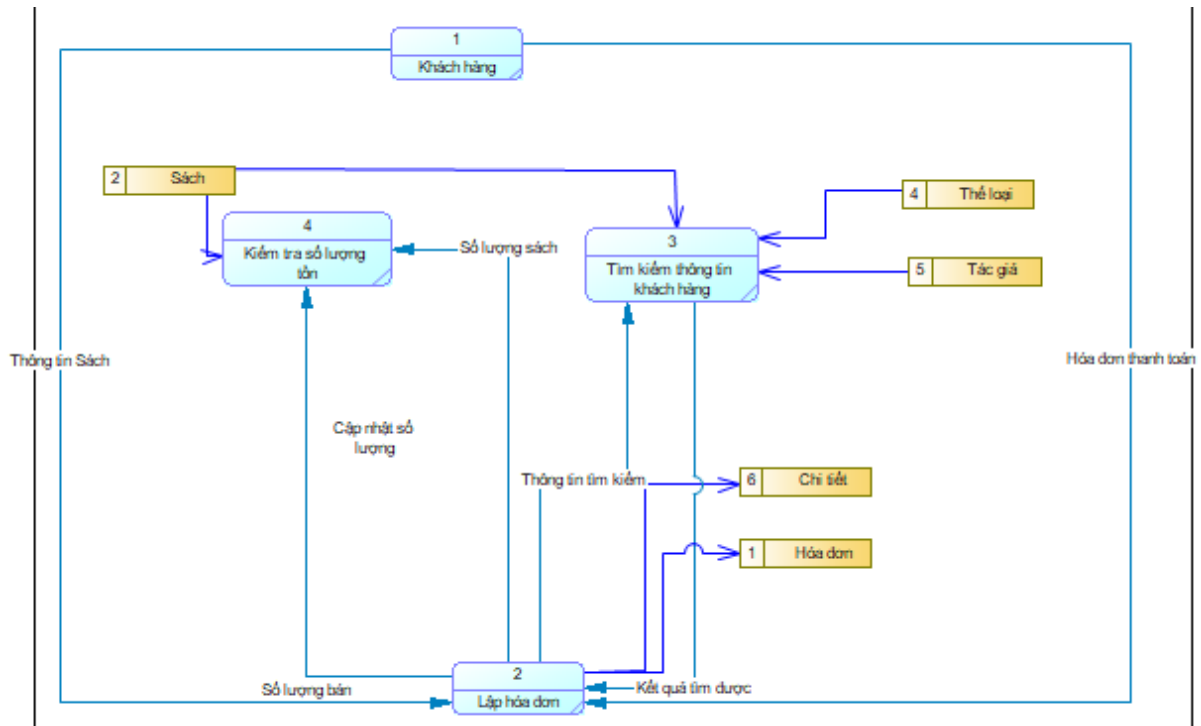 1
Khách hàng
2 Sách
4 Thể loại
4
Kiểm tra số lượng
tồn
Số lượng sách
3
Tìm kiếm thông tin
khách hàng
5 Tác giả
Thông tin Sách
Hóa đơn thanh toán
Cập nhật số
lượng
Thông tin tìm kiếm
6 Chi tiết
1 Hóa đơn
2
Lập hóa đơn
Số lượng bán
Kết quả tìm được